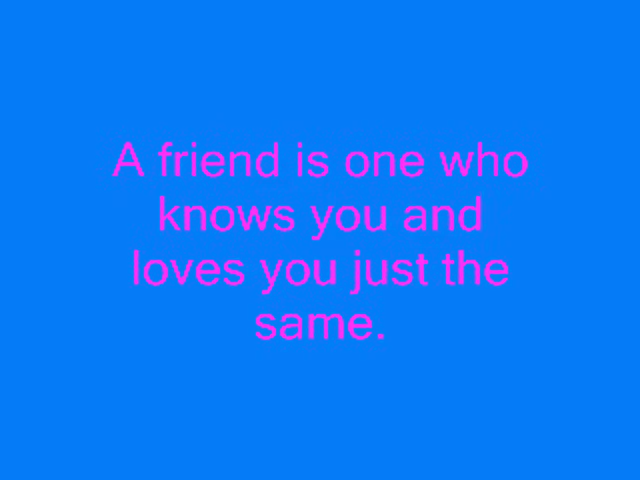 A friend is one who
knows you and
loves you just the
same.